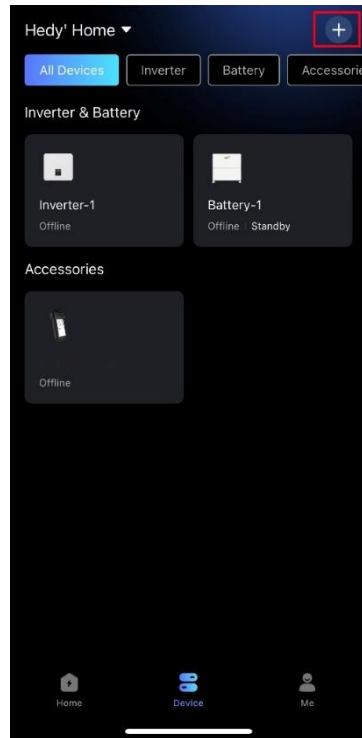 Hedy' Home
All Devices Inverter Battery Accessorie
Inverter & Battery
Inverter-1 Battery-1
Offline Offline Standby
Accessories
Offline
Home Device Me